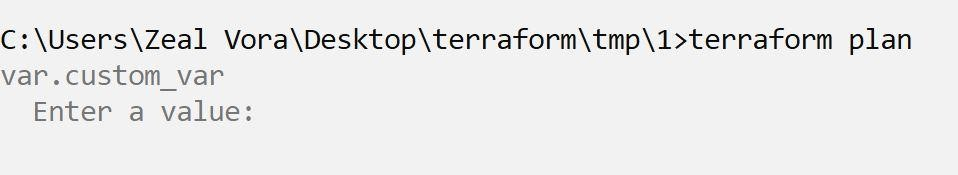 C:\Users\Zeal Vora\Desktop\terraform\tmp\1>terraform plan
var.custom_var
Enter a value: